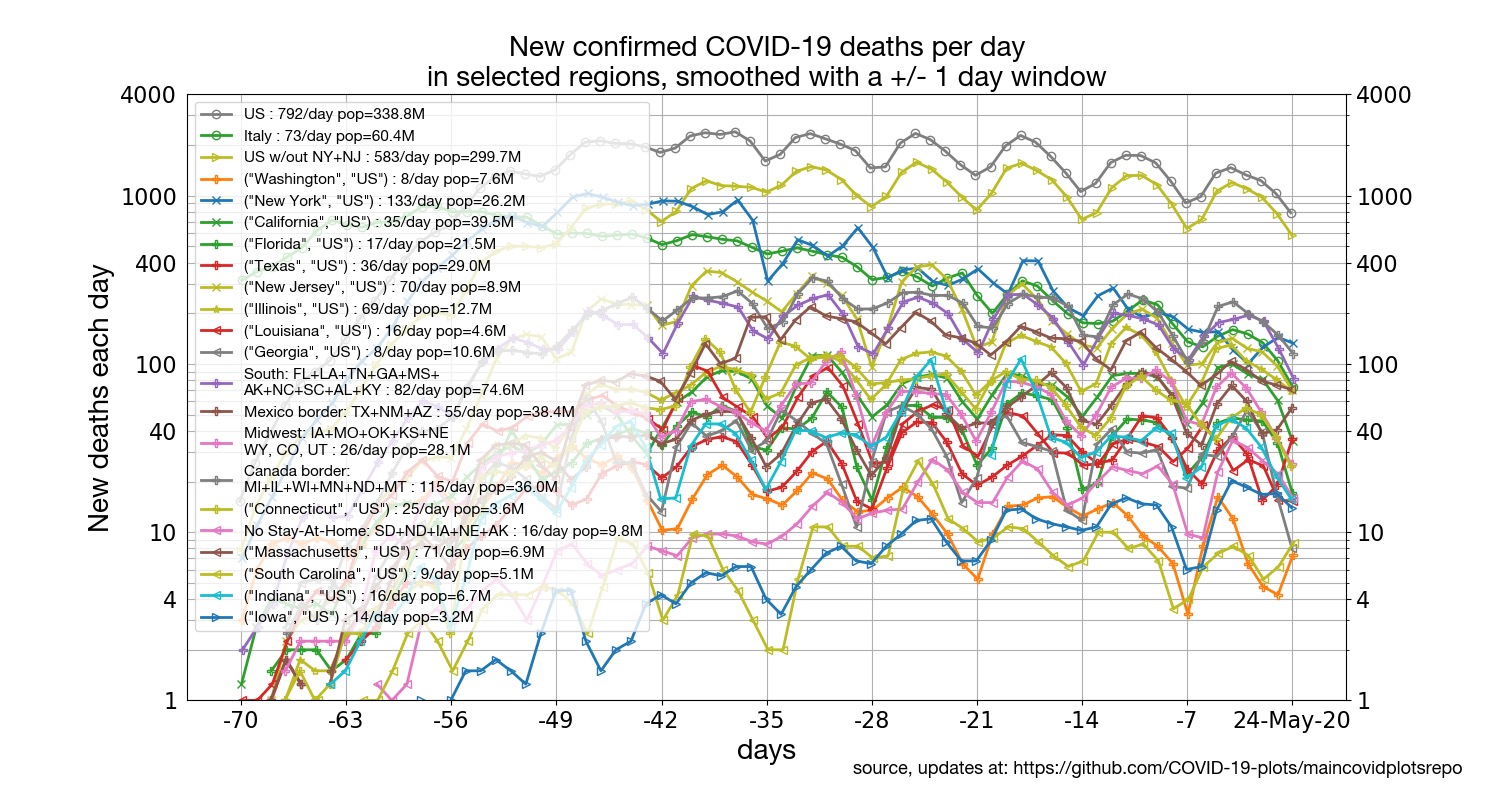 New confirmed COVID-19 deaths per day
in selected regions, smoothed with a +/- 1 day window
4000
1000
400
100
40
10
4
1
New deaths each day
US : 792/day pop=338.8M
Italy : 73/day pop=60.4M
US w/out NY+NJ : 583/day pop=299.7M
("Washington", "US") : 8/day pop=7.6M
("New York", "US") : 133/day pop=26.2M
("California", "US") : 35/day pop=39.5M
("Florida", "US") : 17/day pop=21.5M
("Texas", "US") : 36/day pop=29.0M
("New Jersey", "US") : 70/day pop=8.9M
("Illinois", "US") : 69/day pop=12.7M
("Louisiana", "US") : 16/day pop=4.6M
("Georgia", "US") : 8/day pop=10.6M
South: FL+LA+TN+GA+MS+
AK+NC+SC+AL+KY : 82/day pop=74.6M
Mexico border: TX+NM+AZ : 55/day pop=38.4M
Midwest: IA+MO+OK+KS+NE
WY, CO, UT : 26/day pop=28.1M
Canada border:
MI+IL+WI+MN+ND+MT : 115/day pop=36.0M
("Connecticut", "US") : 25/day pop=3.6M
No Stay-At-Home: SD+ND+IA+NE+AK : 16/day pop=9.8M
("Massachusetts", "US") : 71/day pop=6.9M
("South Carolina", "US") : 9/day pop=5.1M
("Indiana", "US") : 16/day pop=6.7M
("Iowa", "US") : 14/day pop=3.2M
4000
1000
400
100
40
10
4
1
-70 -63 -56 -49 -42 -35 -28 -21 -14 -7 24-May-20
days
source, updates at: https://github.com/COVID-19-plots/maincovidplotsrepo